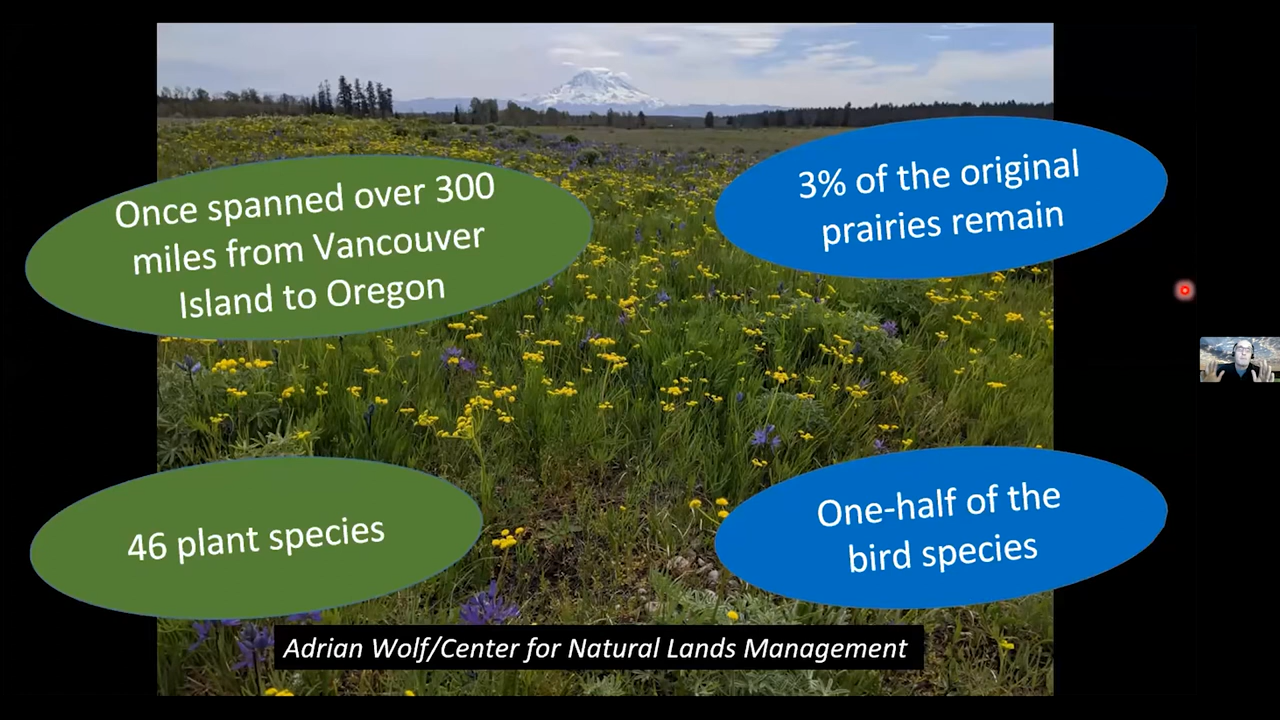 Once spanned over 300
miles from Vancouver
Island to Oregon
3% of the original
prairies remain
46 plant species
One-half of the
bird species
Adrian Wolf/Center for Natural Lands Management